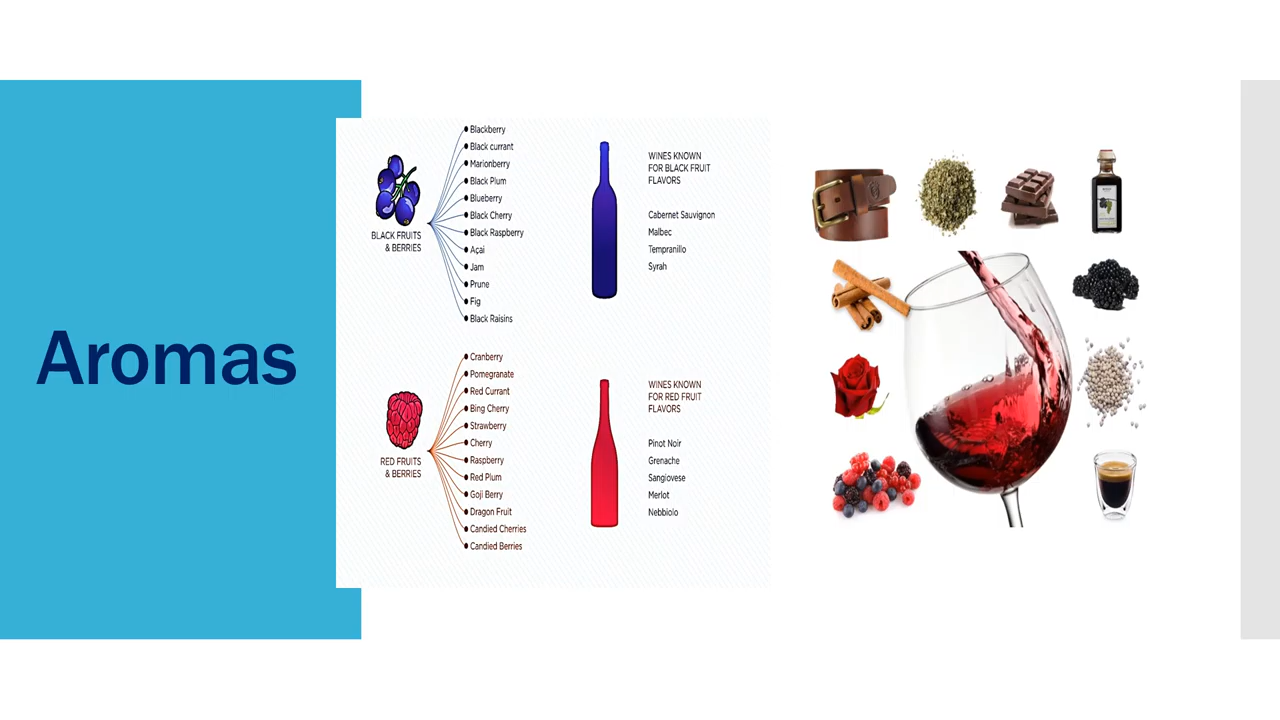 Aromas
BLACK FRUITS
& BERRIES
Blackberry
Black currant
Marionberry
Black Plum
Blueberry
Black Cherry
Black Raspberry
Açai
Jam
Prune
Fig
Black Raisins
WINES KNOWN
FOR BLACK FRUIT
FLAVORS
Cabernet Sauvignon
Malbec
Tempranillo
Syrah
RED FRUITS
& BERRIES
Cranberry
Pomegranate
Red Currant
Bing Cherry
Strawberry
Cherry
Raspberry
Red Plum
Goji Berry
Dragon Fruit
Candied Cherries
Candied Berries
WINES KNOWN
FOR RED FRUIT
FLAVORS
Pinot Noir
Grenache
Sangiovese
Merlot
Nebbiolo